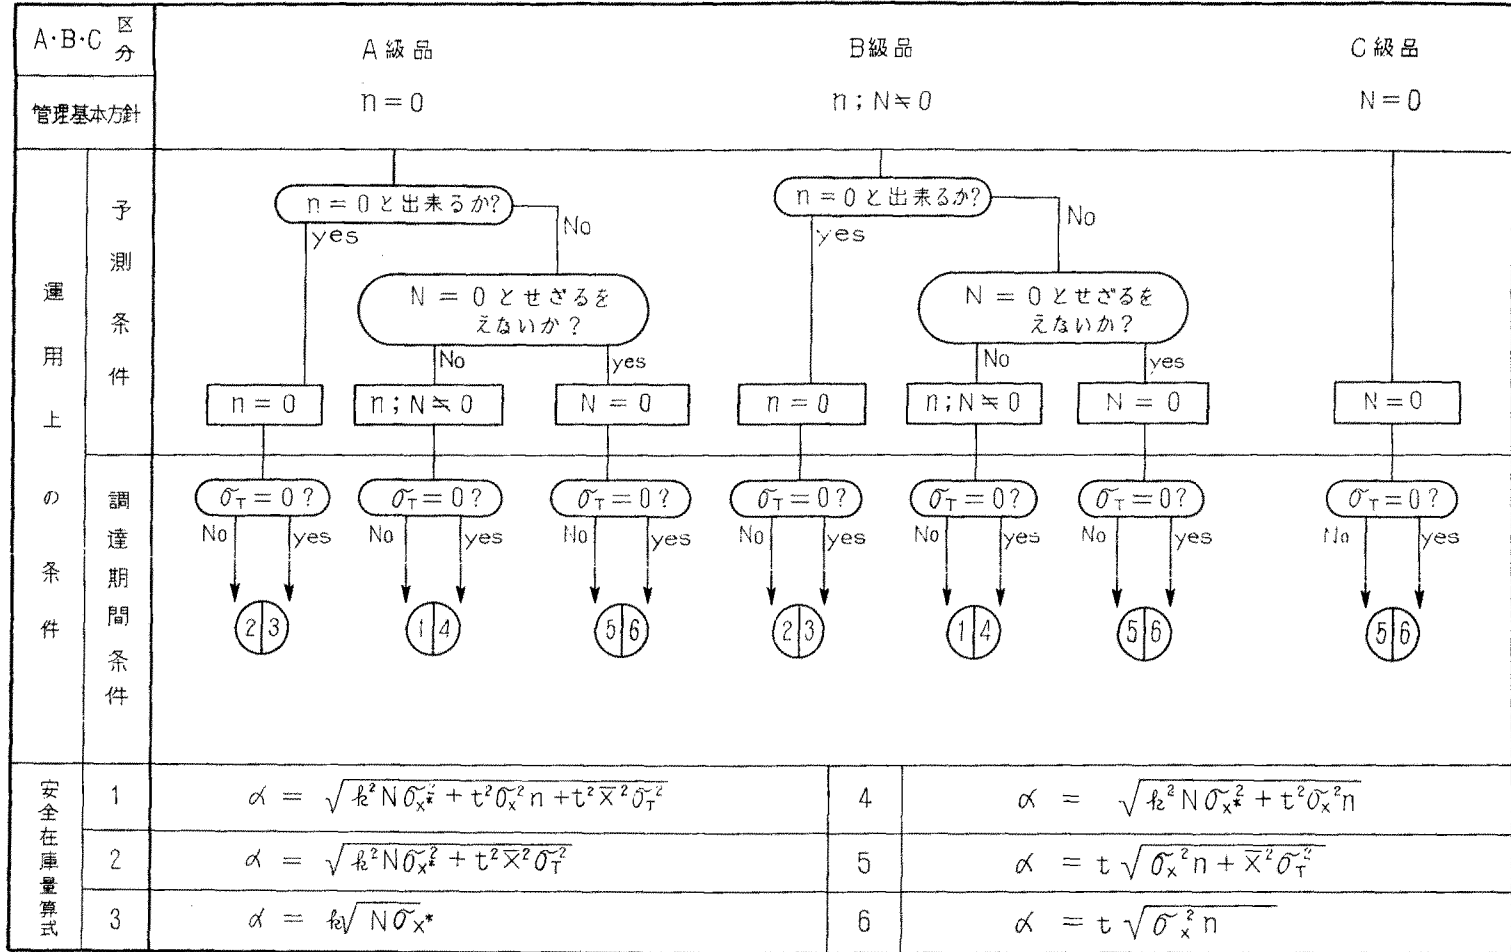 A・B・C 区分
A級品 B級品 C級品
管理基本方針
n = 0 n ; N ≒ 0 N = 0
運用上の条件
予測条件
n = 0 と出来るか?
yes
No
N = 0 とせざるを
えないか?
No
yes
n = 0
n ; N ≒ 0
N = 0
n = 0 と出来るか?
yes
No
N = 0 とせざるを
えないか?
No
yes
n = 0
n ; N ≒ 0
N = 0
N = 0
調達期間条件
σT = 0 ?
No yes
2 3
σT = 0 ?
No yes
1 4
σT = 0 ?
No yes
5 6
σT = 0 ?
No yes
2 3
σT = 0 ?
No yes
1 4
σT = 0 ?
No yes
5 6
σT = 0 ?
No yes
5 6
安全在庫量算式
1 α = √(k²Nσx*² + t²σx²n + t²X̄²σT²)
4 α = √(k²Nσx*² + t²σx²n)
2 α = √(k²Nσx*² + t²X̄²σT²)
5 α = t√(σx²n + X̄²σT²)
3 α = k√Nσx*
6 α = t√(σx²n)